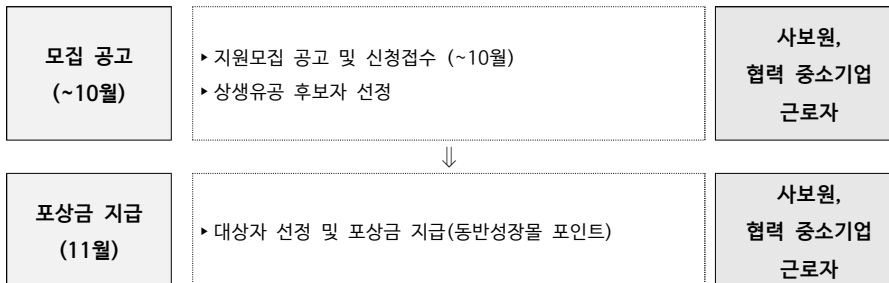 모집 공고
(~10월)
▸지원모집 공고 및 신청접수 (~10월)
▸상생유공 후보자 선정
사보원,
협력 중소기업
근로자
⇓
포상금 지급
(11월)
▸대상자 선정 및 포상금 지급(동반성장몰 포인트)
사보원,
협력 중소기업
근로자